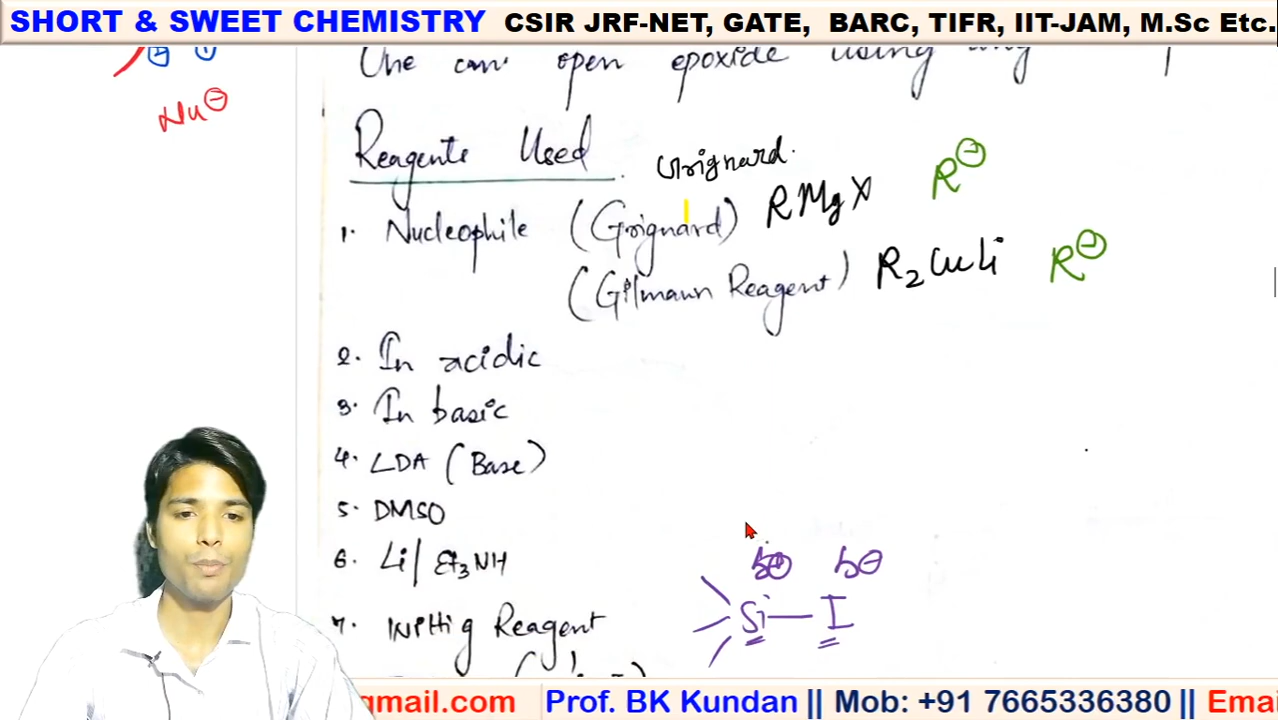 SHORT & SWEET CHEMISTRY CSIR JRF-NET, GATE, BARC, TIFR, IIT-JAM, M.Sc Etc.
One can open epoxide using any
Nu⊖
Reagents Used
Grignard.
1. Nucleophile (Grignard) RMgX R⊖
(Gilmann Reagent) R2CuLi R⊖
2. In acidic
3. In basic
4. LDA (Base)
5. DMSO
6. Li/ Et3NH
δ⊕ δ⊖
7. Wittig Reagent
Si—I
gmail.com Prof. BK Kundan || Mob: +91 7665336380 || Emai